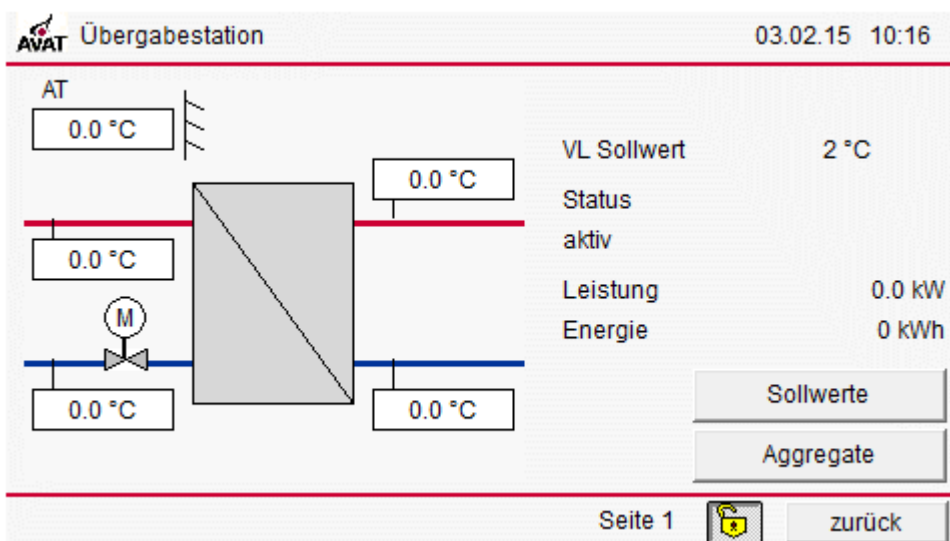 AVAT Übergabestation 03.02.15 10:16
AT
0.0 °C
0.0 °C
0.0 °C
M
0.0 °C
0.0 °C
VL Sollwert 2 °C
Status
aktiv
Leistung 0.0 kW
Energie 0 kWh
Sollwerte
Aggregate
Seite 1 zurück